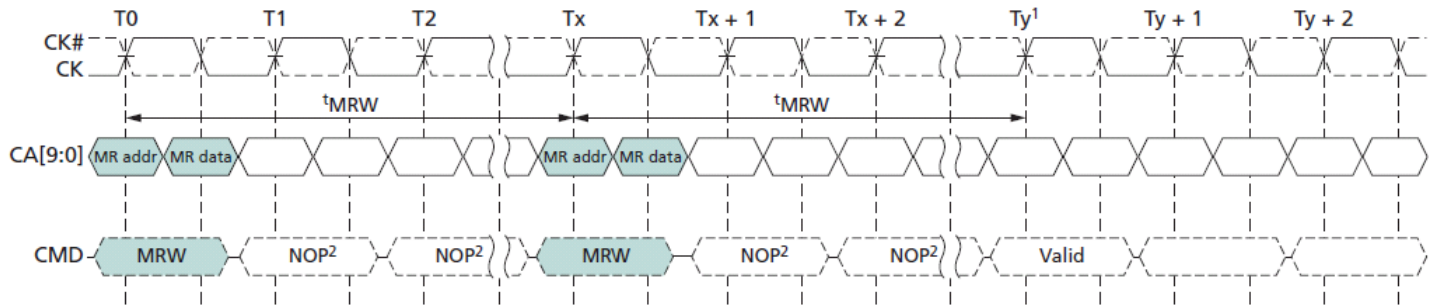 T0 T1 T2 Tx Tx + 1 Tx + 2 Ty¹ Ty + 1 Ty + 2
CK#
CK
ᵗMRW ᵗMRW
CA[9:0] MR addr MR data MR addr MR data
CMD MRW NOP² NOP² MRW NOP² NOP² Valid